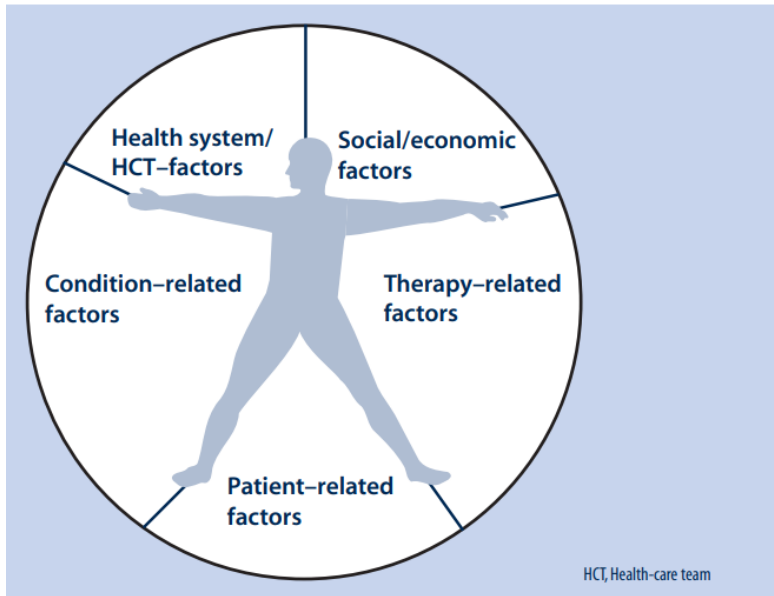 Health system/
HCT–factors
Social/economic
factors
Condition–related
factors
Therapy–related
factors
Patient–related
factors
HCT, Health-care team